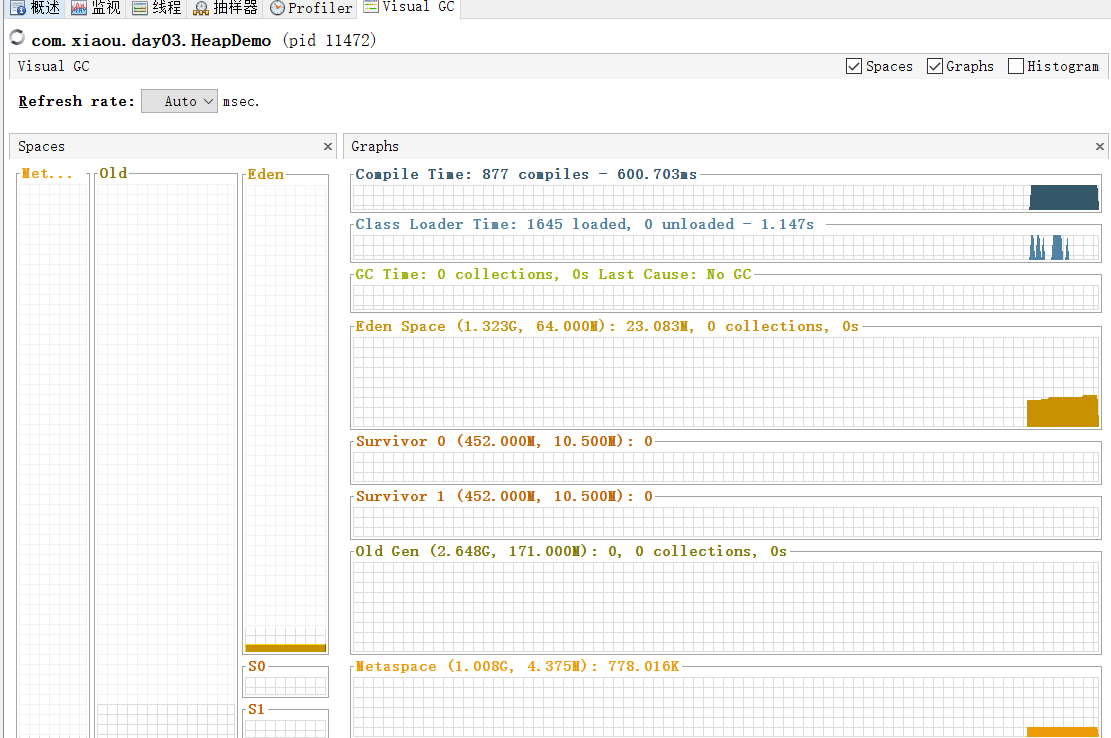 概述 监视 线程 抽样器 Profiler Visual GC
com.xiaou.day03.HeapDemo (pid 11472)
Visual GC Spaces Graphs Histogram
Refresh rate: Auto msec.
Spaces × Graphs ×
Met... Old Eden
Compile Time: 877 compiles - 600.703ms
Class Loader Time: 1645 loaded, 0 unloaded - 1.147s
GC Time: 0 collections, 0s Last Cause: No GC
Eden Space (1.323G, 64.000M): 23.083M, 0 collections, 0s
Survivor 0 (452.000M, 10.500M): 0
Survivor 1 (452.000M, 10.500M): 0
Old Gen (2.648G, 171.000M): 0, 0 collections, 0s
S0
Metaspace (1.008G, 4.375M): 778.016K
S1